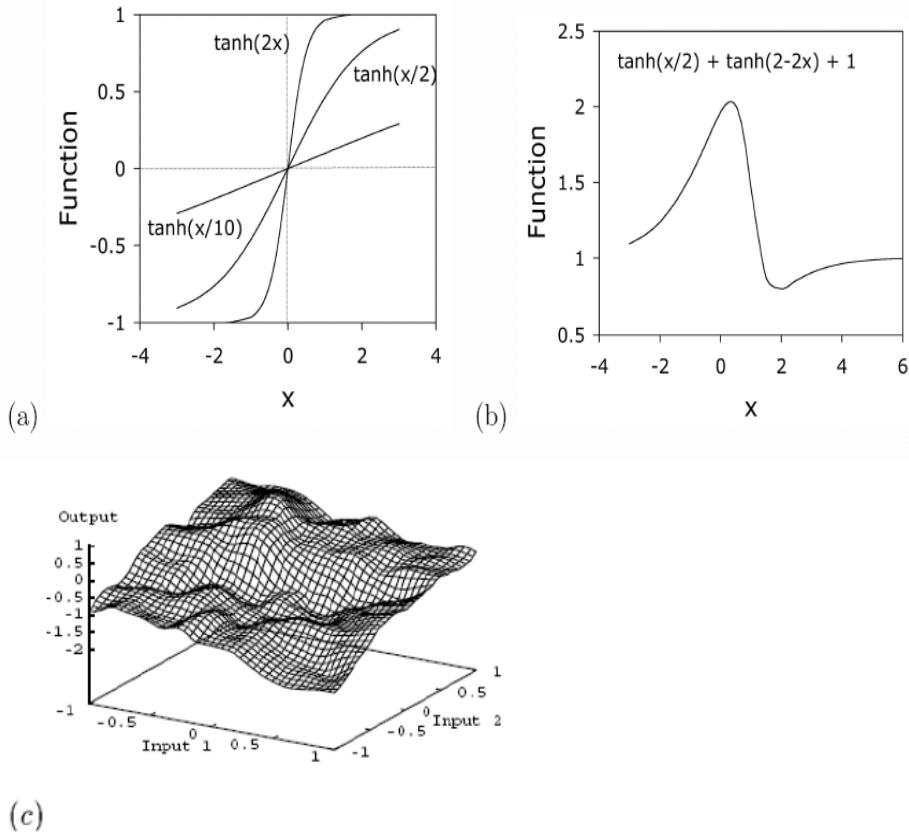 1
0.5
0
-0.5
-1
Function
tanh(2x)
tanh(x/2)
tanh(x/10)
-4 -2 0 2 4
X
(a)
2.5
2
1.5
1
0.5
Function
tanh(x/2) + tanh(2-2x) + 1
-4 -2 0 2 4 6
X
(b)
Output
1
0.5
0
-0.5
-1
-1.5
-2
-1 -0.5 0 0.5 1
Input 1
-1 -0.5 0 0.5 1
Input 2
(c)